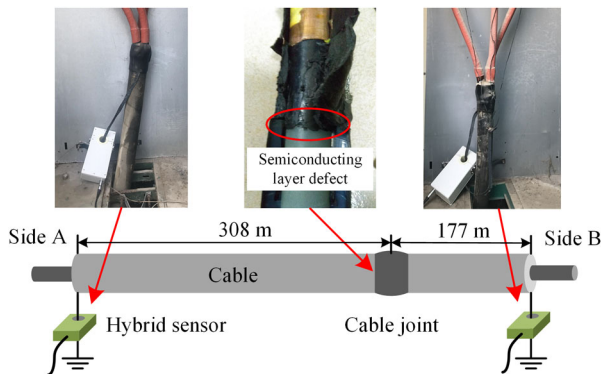 Semiconducting
layer defect
Side A
308 m
177 m
Side B
Cable
Hybrid sensor
Cable joint